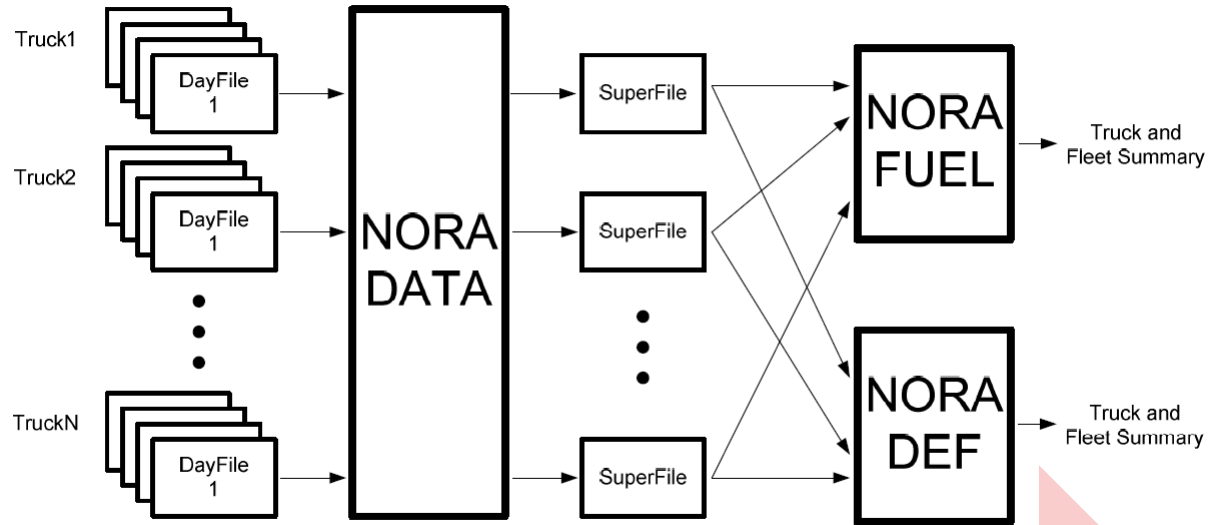 Truck1
DayFile
1
Truck2
DayFile
1
TruckN
DayFile
1
NORA
DATA
SuperFile
SuperFile
SuperFile
NORA
FUEL
NORA
DEF
Truck and
Fleet Summary
Truck and
Fleet Summary